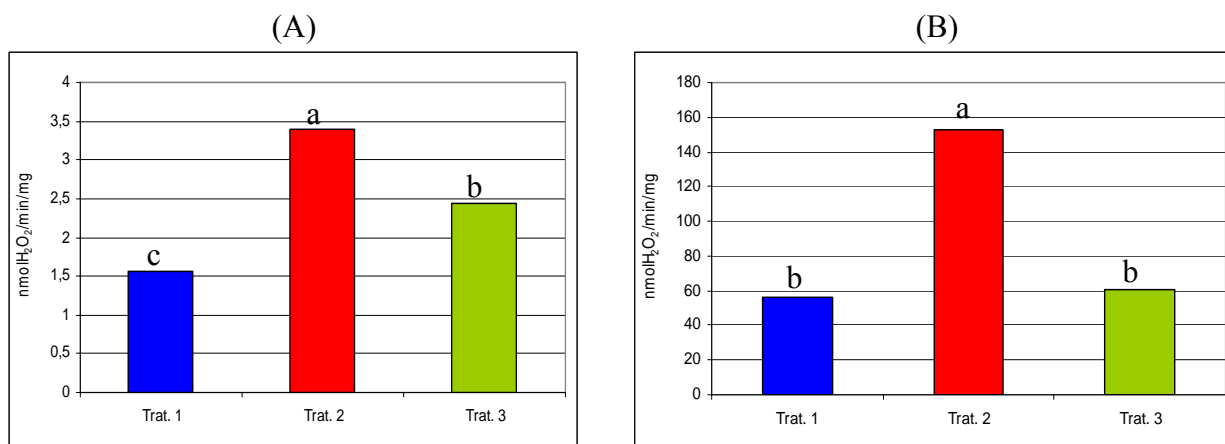 (A)
nmolH₂O₂/min/mg
4
3,5
3
2,5
2
1,5
1
0,5
0
c
a
b
Trat. 1
Trat. 2
Trat. 3
(B)
nmolH₂O₂/min/mg
180
160
140
120
100
80
60
40
20
0
b
a
b
Trat. 1
Trat. 2
Trat. 3